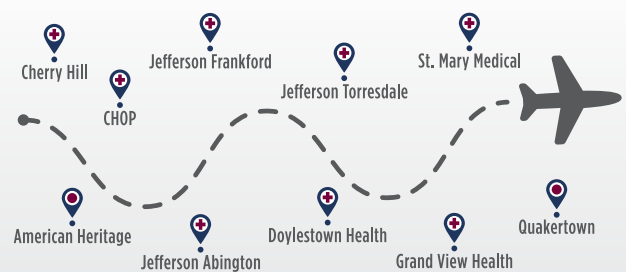 Cherry Hill
CHOP
Jefferson Frankford
Jefferson Torresdale
St. Mary Medical
American Heritage
Jefferson Abington
Doylestown Health
Grand View Health
Quakertown